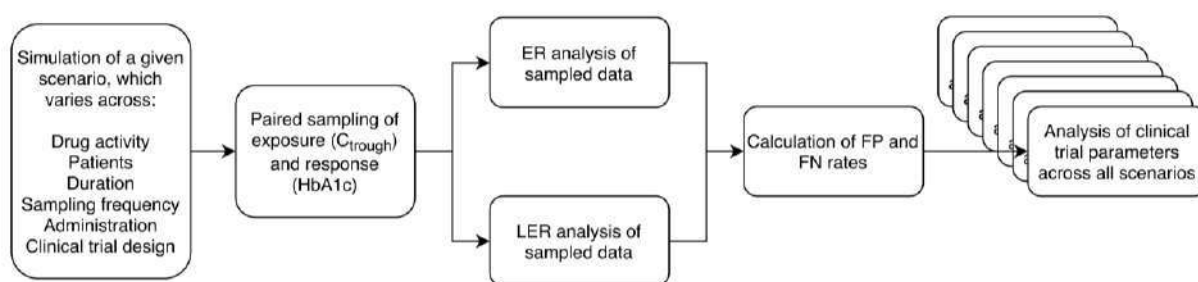 Simulation of a given
scenario, which
varies across:
Drug activity
Patients
Duration
Sampling frequency
Administration
Clinical trial design
Paired sampling of
exposure (Ctrough)
and response
(HbA1c)
ER analysis of
sampled data
LER analysis of
sampled data
Calculation of FP and
FN rates
Analysis of clinical
trial parameters
across all scenarios